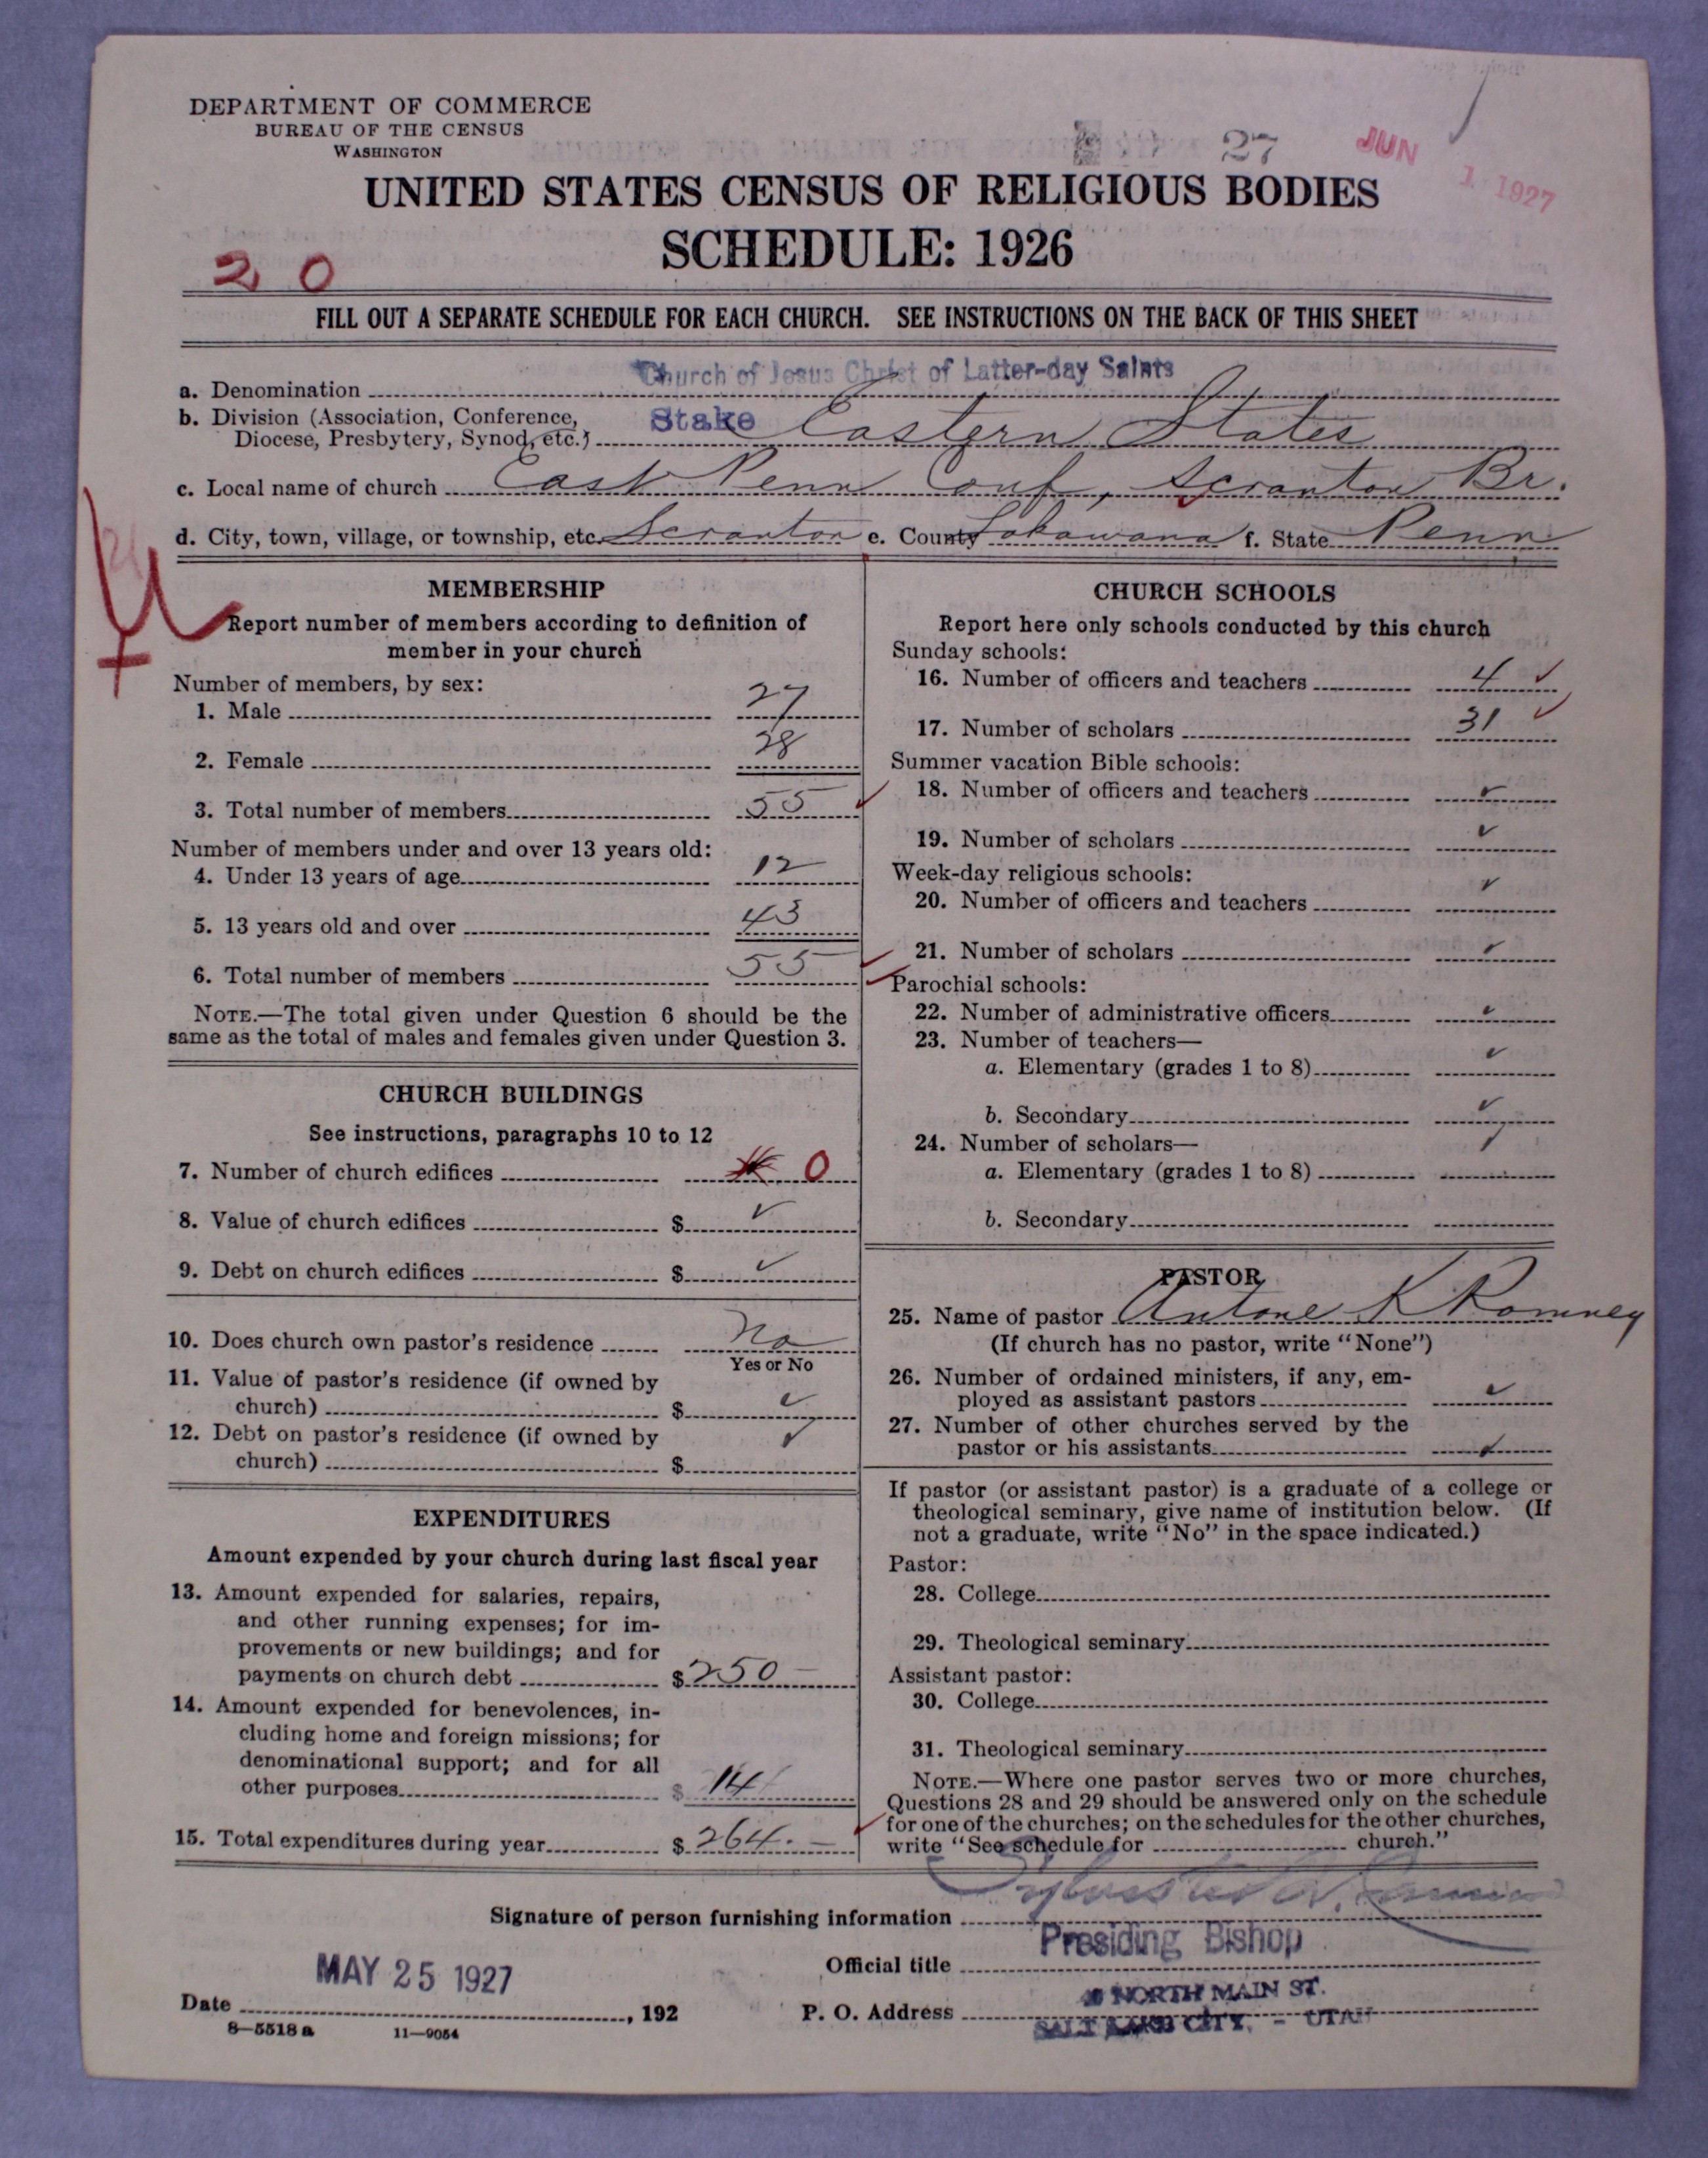 DEPARTMENT OF COMMERCE
BUREAU OF THE CENSUS
WASHINGTON
27
JUN 1 1927
UNITED STATES CENSUS OF RELIGIOUS BODIES
SCHEDULE: 1926
20
FILL OUT A SEPARATE SCHEDULE FOR EACH CHURCH. SEE INSTRUCTIONS ON THE BACK OF THIS SHEET
a. Denomination Church of Jesus Christ of Latter-day Saints
b. Division (Association, Conference, Diocese, Presbytery, Synod, etc.) Stake Eastern States
c. Local name of church East Penn Conf, Scranton Br.
d. City, town, village, or township, etc. Scranton e. County Lakawana f. State Penn
MEMBERSHIP
Report number of members according to definition of
member in your church
Number of members, by sex:
1. Male 27
2. Female 28
3. Total number of members 55
Number of members under and over 13 years old:
4. Under 13 years of age 12
5. 13 years old and over 43
6. Total number of members 55
NOTE.—The total given under Question 6 should be the
same as the total of males and females given under Question 3.
CHURCH BUILDINGS
See instructions, paragraphs 10 to 12
7. Number of church edifices 0
8. Value of church edifices $ ✓
9. Debt on church edifices $ ✓
10. Does church own pastor's residence no
Yes or No
11. Value of pastor's residence (if owned by
church) $ ✓
12. Debt on pastor's residence (if owned by
church) $ ✓
EXPENDITURES
Amount expended by your church during last fiscal year
13. Amount expended for salaries, repairs,
and other running expenses; for im-
provements or new buildings; and for
payments on church debt $ 250 –
14. Amount expended for benevolences, in-
cluding home and foreign missions; for
denominational support; and for all
other purposes $ 14
15. Total expenditures during year $ 264. –
CHURCH SCHOOLS
Report here only schools conducted by this church
Sunday schools:
16. Number of officers and teachers 4 ✓
17. Number of scholars 31 ✓
Summer vacation Bible schools:
18. Number of officers and teachers ✓
19. Number of scholars ✓
Week-day religious schools:
20. Number of officers and teachers ✓
21. Number of scholars ✓
Parochial schools:
22. Number of administrative officers ✓
23. Number of teachers—
a. Elementary (grades 1 to 8) ✓
b. Secondary ✓
24. Number of scholars— ✓
a. Elementary (grades 1 to 8)
b. Secondary
PASTOR
25. Name of pastor Antone K Romney
(If church has no pastor, write "None")
26. Number of ordained ministers, if any, em-
ployed as assistant pastors ✓
27. Number of other churches served by the
pastor or his assistants ✓
If pastor (or assistant pastor) is a graduate of a college or
theological seminary, give name of institution below. (If
not a graduate, write "No" in the space indicated.)
Pastor:
28. College
29. Theological seminary
Assistant pastor:
30. College
31. Theological seminary
NOTE.—Where one pastor serves two or more churches,
Questions 28 and 29 should be answered only on the schedule
for one of the churches; on the schedules for the other churches,
write "See schedule for church."
Signature of person furnishing information
Official title Presiding Bishop
MAY 25 1927
Date , 192
P. O. Address NORTH MAIN ST.
SALT LAKE CITY, - UTAH
8—5518 a 11—9054